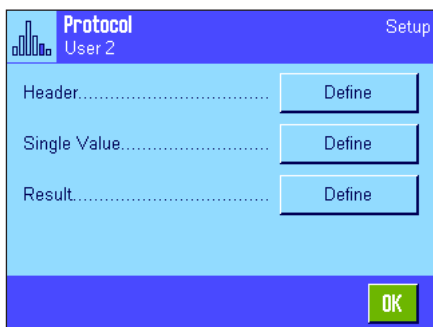 Protocol
Setup
User 2
Header.................................... Define
Single Value............................ Define
Result..................................... Define
OK